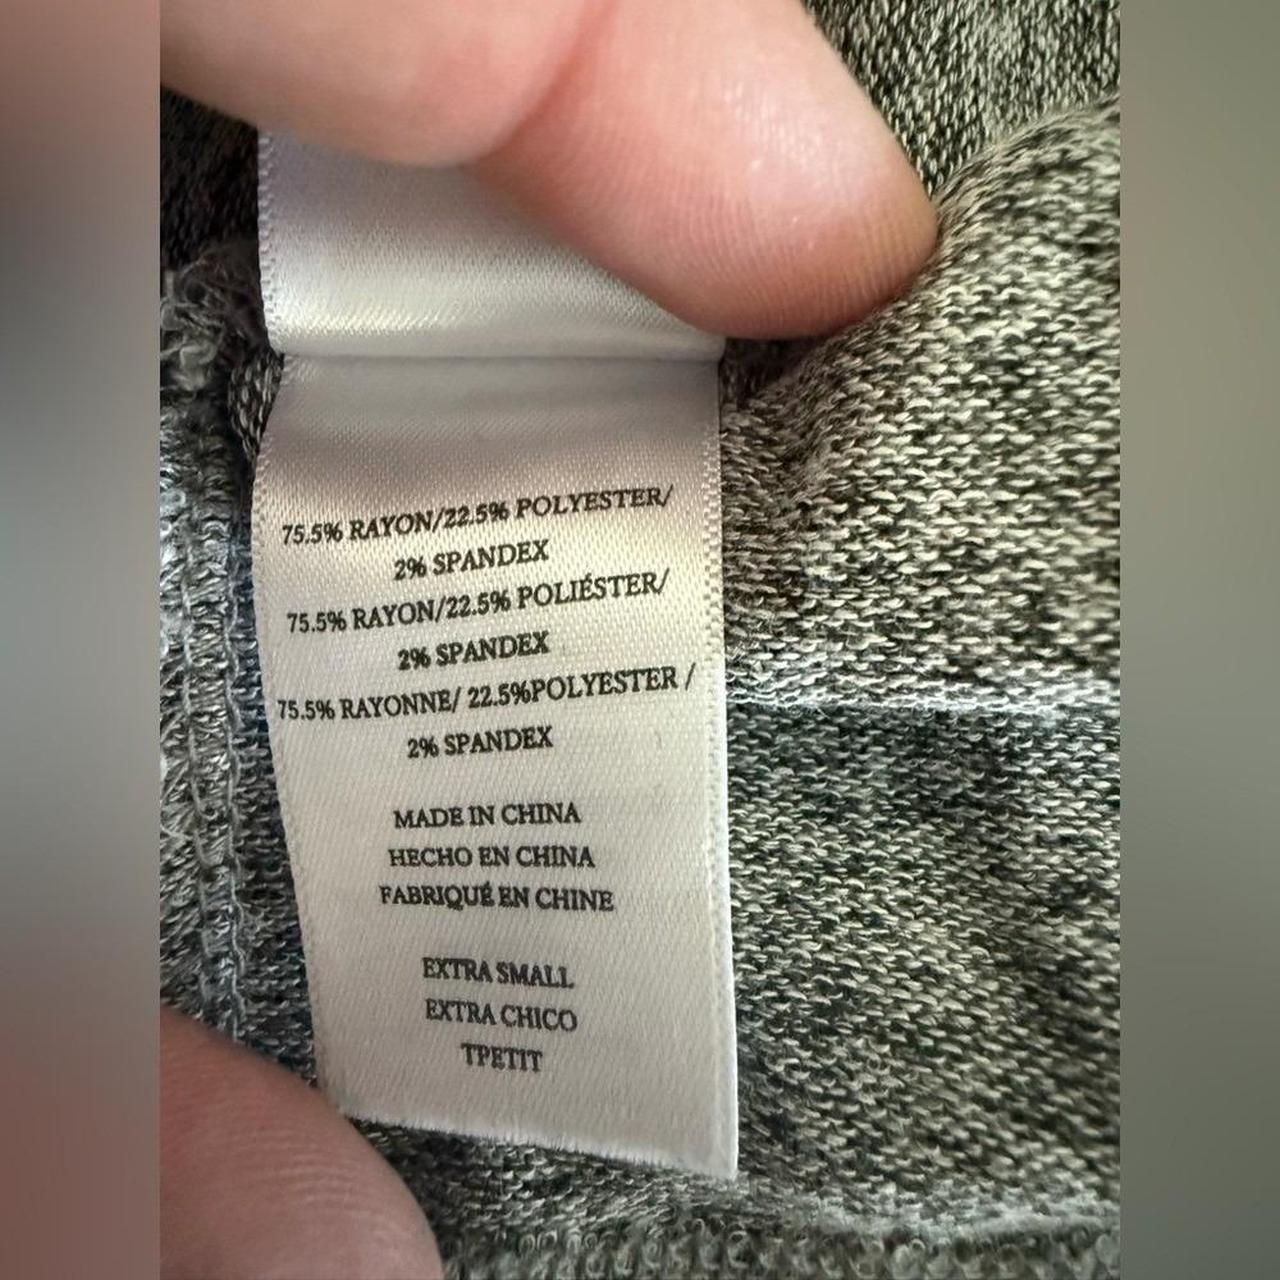 75.5% RAYON/22.5% POLYESTER/
2% SPANDEX
75.5% RAYON/22.5% POLIÉSTER/
2% SPANDEX
75.5% RAYONNE/ 22.5%POLYESTER /
2% SPANDEX
MADE IN CHINA
HECHO EN CHINA
FABRIQUÉ EN CHINE
EXTRA SMALL
EXTRA CHICO
TPETIT